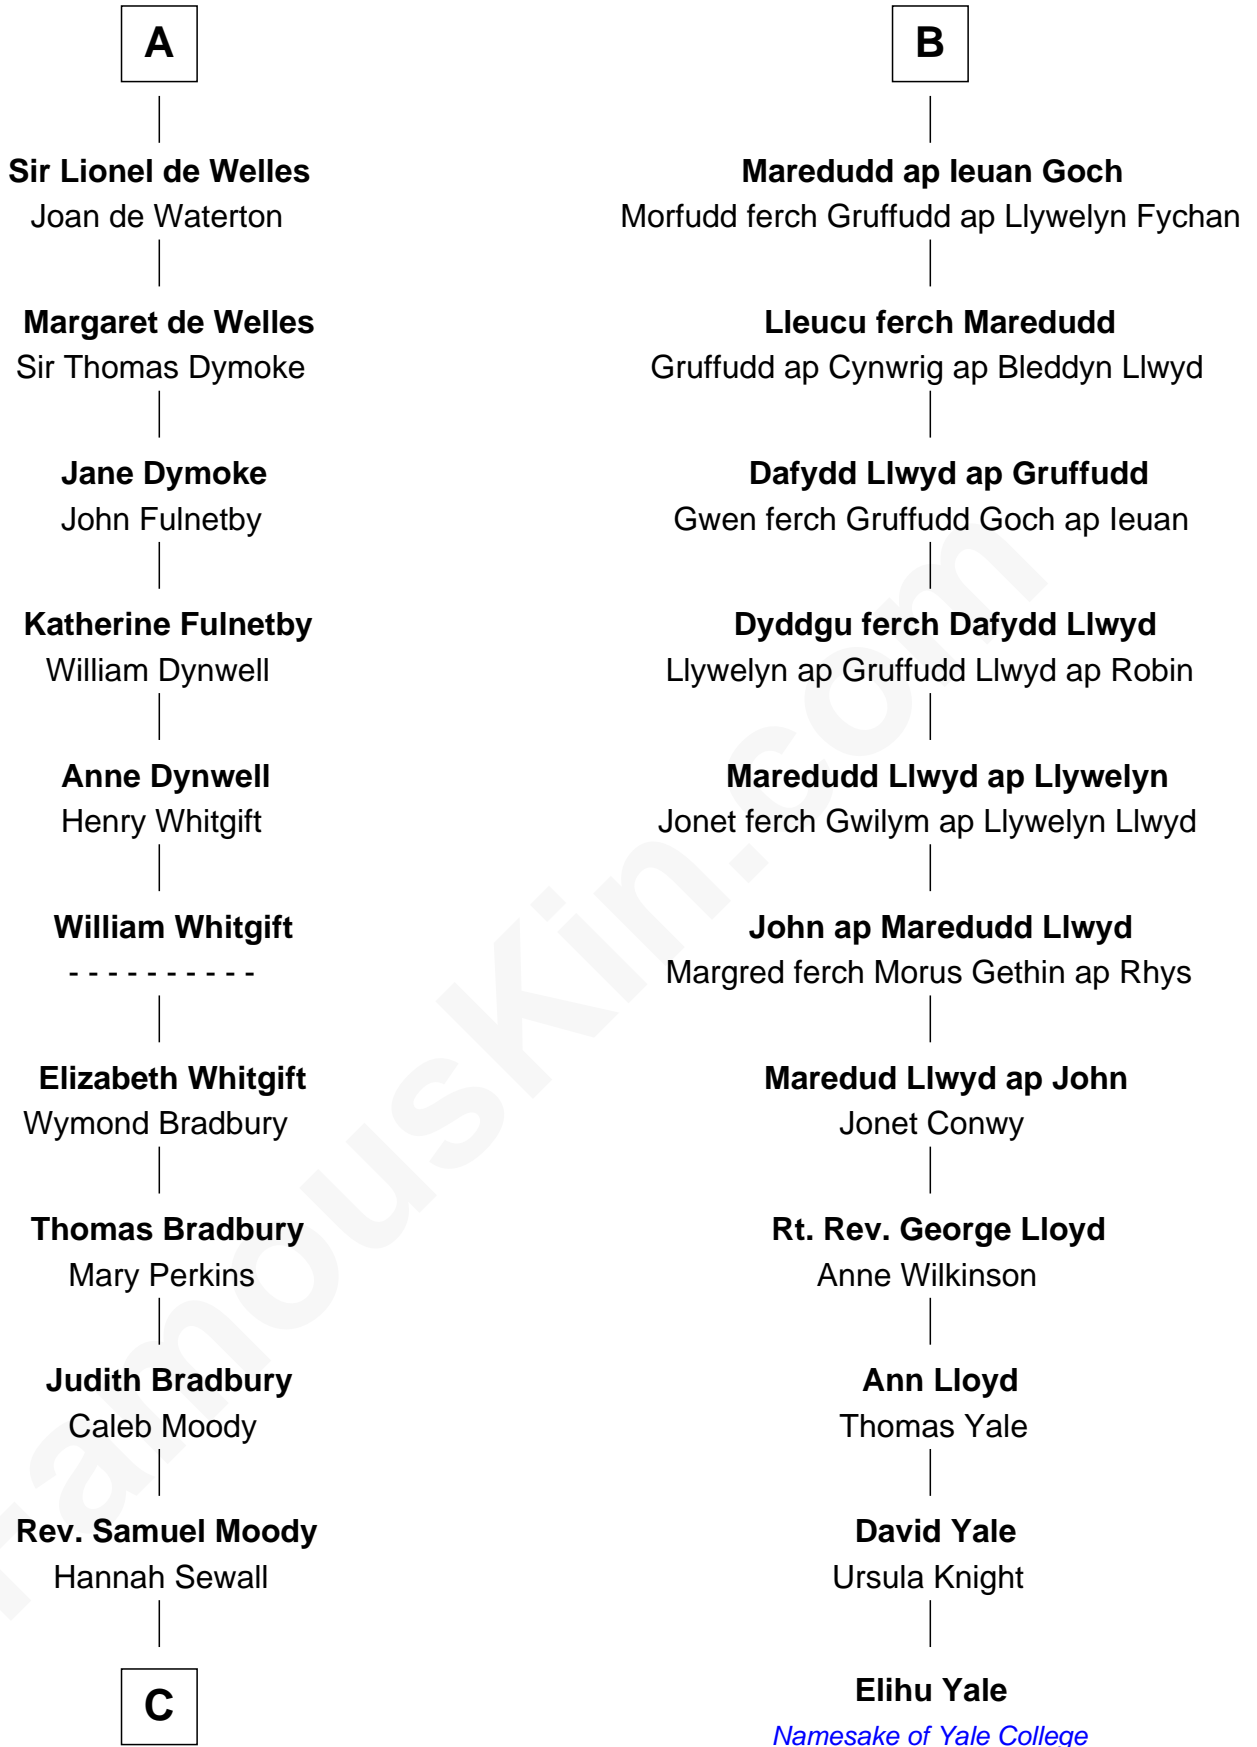 A
Sir Lionel de Welles
Joan de Waterton
Margaret de Welles
Sir Thomas Dymoke
Jane Dymoke
John Fulnetby
Katherine Fulnetby
William Dynwell
Anne Dynwell
Henry Whitgift
William Whitgift
- - - - - - - - - -
Elizabeth Whitgift
Wymond Bradbury
Thomas Bradbury
Mary Perkins
Judith Bradbury
Caleb Moody
Rev. Samuel Moody
Hannah Sewall
C
B
Maredudd ap Ieuan Goch
Morfudd ferch Gruffudd ap Llywelyn Fychan
Lleucu ferch Maredudd
Gruffudd ap Cynwrig ap Bleddyn Llwyd
Dafydd Llwyd ap Gruffudd
Gwen ferch Gruffudd Goch ap Ieuan
Dyddgu ferch Dafydd Llwyd
Llywelyn ap Gruffudd Llwyd ap Robin
Maredudd Llwyd ap Llywelyn
Jonet ferch Gwilym ap Llywelyn Llwyd
John ap Maredudd Llwyd
Margred ferch Morus Gethin ap Rhys
Maredud Llwyd ap John
Jonet Conwy
Rt. Rev. George Lloyd
Anne Wilkinson
Ann Lloyd
Thomas Yale
David Yale
Ursula Knight
Elihu Yale
Namesake of Yale College
FamousKin.com